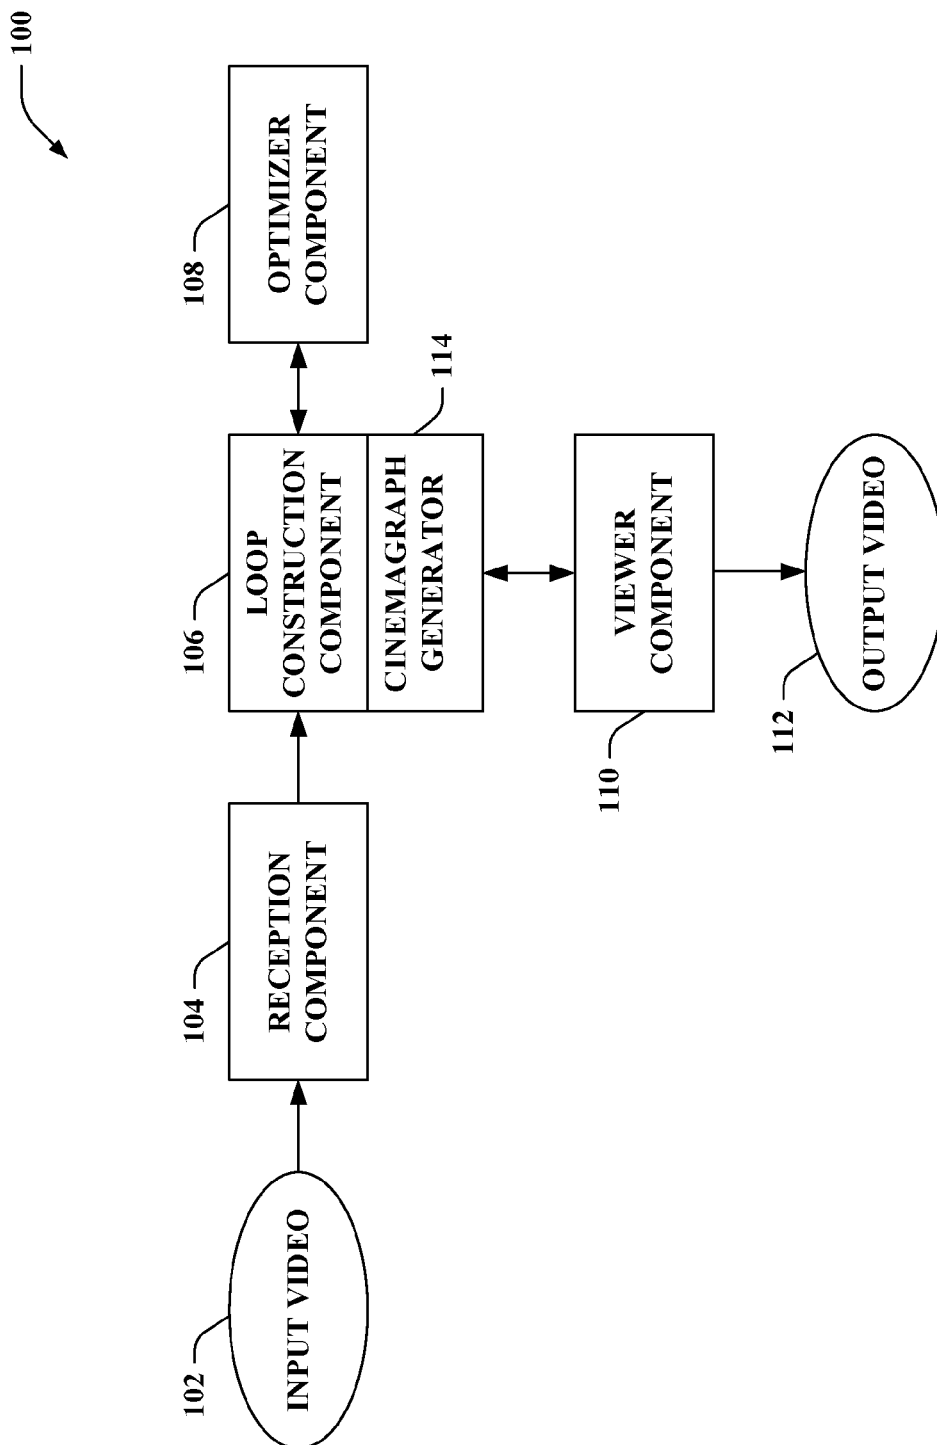 100
102
INPUT VIDEO
104
RECEPTION
COMPONENT
106
LOOP
CONSTRUCTION
COMPONENT
CINEMAGRAPH
GENERATOR
114
108
OPTIMIZER
COMPONENT
110
VIEWER
COMPONENT
112
OUTPUT VIDEO